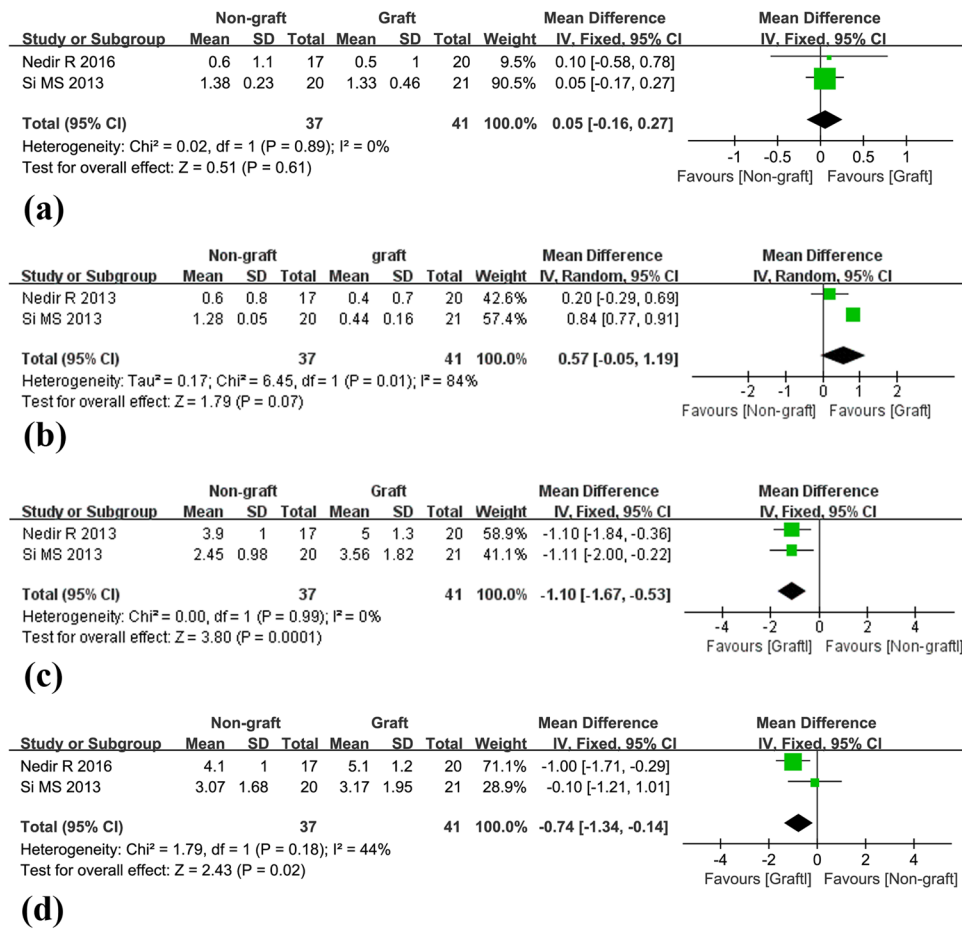 Non-graft Graft Mean Difference Mean Difference
Study or Subgroup Mean SD Total Mean SD Total Weight IV, Fixed, 95% CI IV, Fixed, 95% CI
Nedir R 2016 0.6 1.1 17 0.5 1 20 9.5% 0.10 [-0.58, 0.78]
Si MS 2013 1.38 0.23 20 1.33 0.46 21 90.5% 0.05 [-0.17, 0.27]
Total (95% CI) 37 41 100.0% 0.05 [-0.16, 0.27]
Heterogeneity: Chi² = 0.02, df = 1 (P = 0.89); I² = 0%
Test for overall effect: Z = 0.51 (P = 0.61)
-1 -0.5 0 0.5 1
Favours [Non-graft] Favours [Graft]
(a)
Non-graft graft Mean Difference Mean Difference
Study or Subgroup Mean SD Total Mean SD Total Weight IV, Random, 95% CI IV, Random, 95% CI
Nedir R 2013 0.6 0.8 17 0.4 0.7 20 42.6% 0.20 [-0.29, 0.69]
Si MS 2013 1.28 0.05 20 0.44 0.16 21 57.4% 0.84 [0.77, 0.91]
Total (95% CI) 37 41 100.0% 0.57 [-0.05, 1.19]
Heterogeneity: Tau² = 0.17; Chi² = 6.45, df = 1 (P = 0.01); I² = 84%
Test for overall effect: Z = 1.79 (P = 0.07)
-2 -1 0 1 2
Favours [Non-graft] Favours [Graft]
(b)
Non-graft Graft Mean Difference Mean Difference
Study or Subgroup Mean SD Total Mean SD Total Weight IV, Fixed, 95% CI IV, Fixed, 95% CI
Nedir R 2013 3.9 1 17 5 1.3 20 58.9% -1.10 [-1.84, -0.36]
Si MS 2013 2.45 0.98 20 3.56 1.82 21 41.1% -1.11 [-2.00, -0.22]
Total (95% CI) 37 41 100.0% -1.10 [-1.67, -0.53]
Heterogeneity: Chi² = 0.00, df = 1 (P = 0.99); I² = 0%
Test for overall effect: Z = 3.80 (P = 0.0001)
-4 -2 0 2 4
Favours [Graftl] Favours [Non-graftl]
(c)
Non-graft Graft Mean Difference Mean Difference
Study or Subgroup Mean SD Total Mean SD Total Weight IV, Fixed, 95% CI IV, Fixed, 95% CI
Nedir R 2016 4.1 1 17 5.1 1.2 20 71.1% -1.00 [-1.71, -0.29]
Si MS 2013 3.07 1.68 20 3.17 1.95 21 28.9% -0.10 [-1.21, 1.01]
Total (95% CI) 37 41 100.0% -0.74 [-1.34, -0.14]
Heterogeneity: Chi² = 1.79, df = 1 (P = 0.18); I² = 44%
Test for overall effect: Z = 2.43 (P = 0.02)
-4 -2 0 2 4
Favours [Graftl] Favours [Non-graft]
(d)